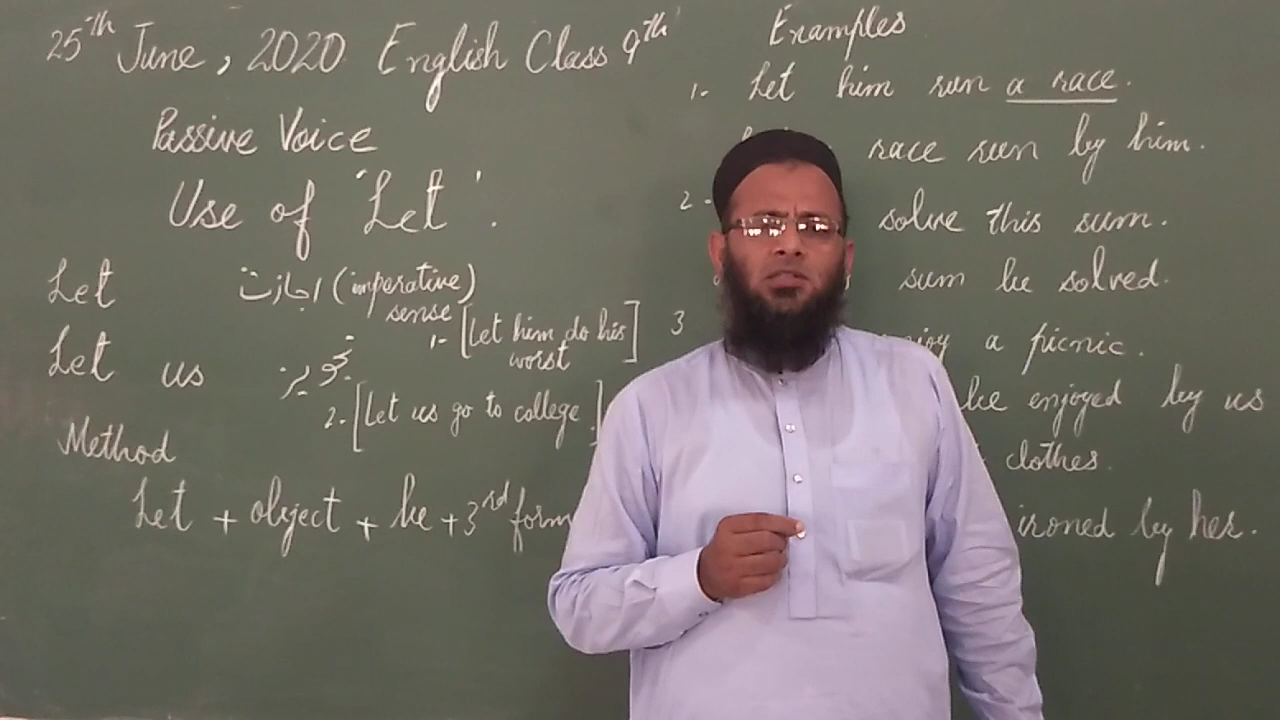 25th June, 2020 English Class 9th
Passive Voice
Use of 'Let'.
Let اجازت (imperative sense)
1- [Let him do his worst]
Let us تجویز
2. [Let us go to college]
Method
Let + object + be + 3rd form
Examples
1- Let him run a race.
race run by him.
2. solve this sum.
sum be solved.
3 a picnic.
be enjoyed by us
clothes.
ironed by her.